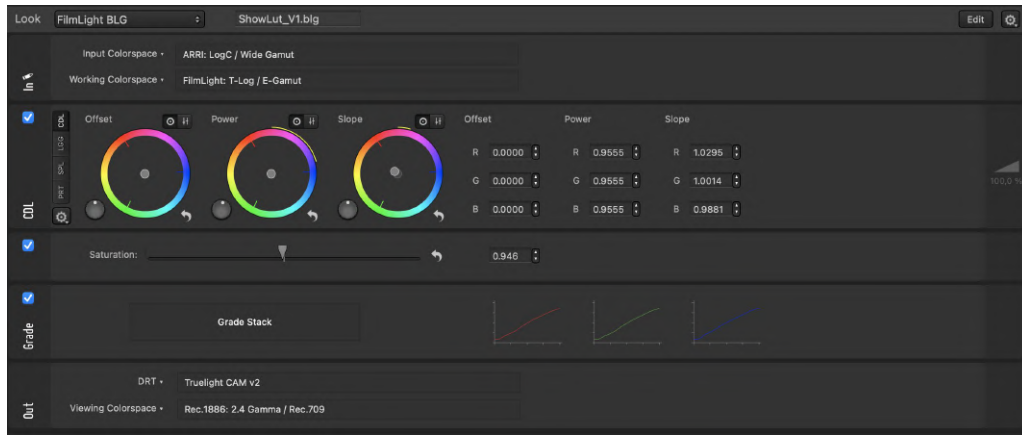 Look FilmLight BLG ShowLut_V1.blg Edit
In
Input Colorspace ARRI: LogC / Wide Gamut
Working Colorspace FilmLight: T-Log / E-Gamut
CDL
CDL
LGG
SPL
PRT
Offset Power Slope Offset Power Slope
R 0.0000 R 0.9555 R 1.0295
G 0.0000 G 0.9555 G 1.0014
B 0.0000 B 0.9555 B 0.9881
100,0 %
Saturation: 0.946
Grade
Grade Stack
Out
DRT Truelight CAM v2
Viewing Colorspace Rec.1886: 2.4 Gamma / Rec.709